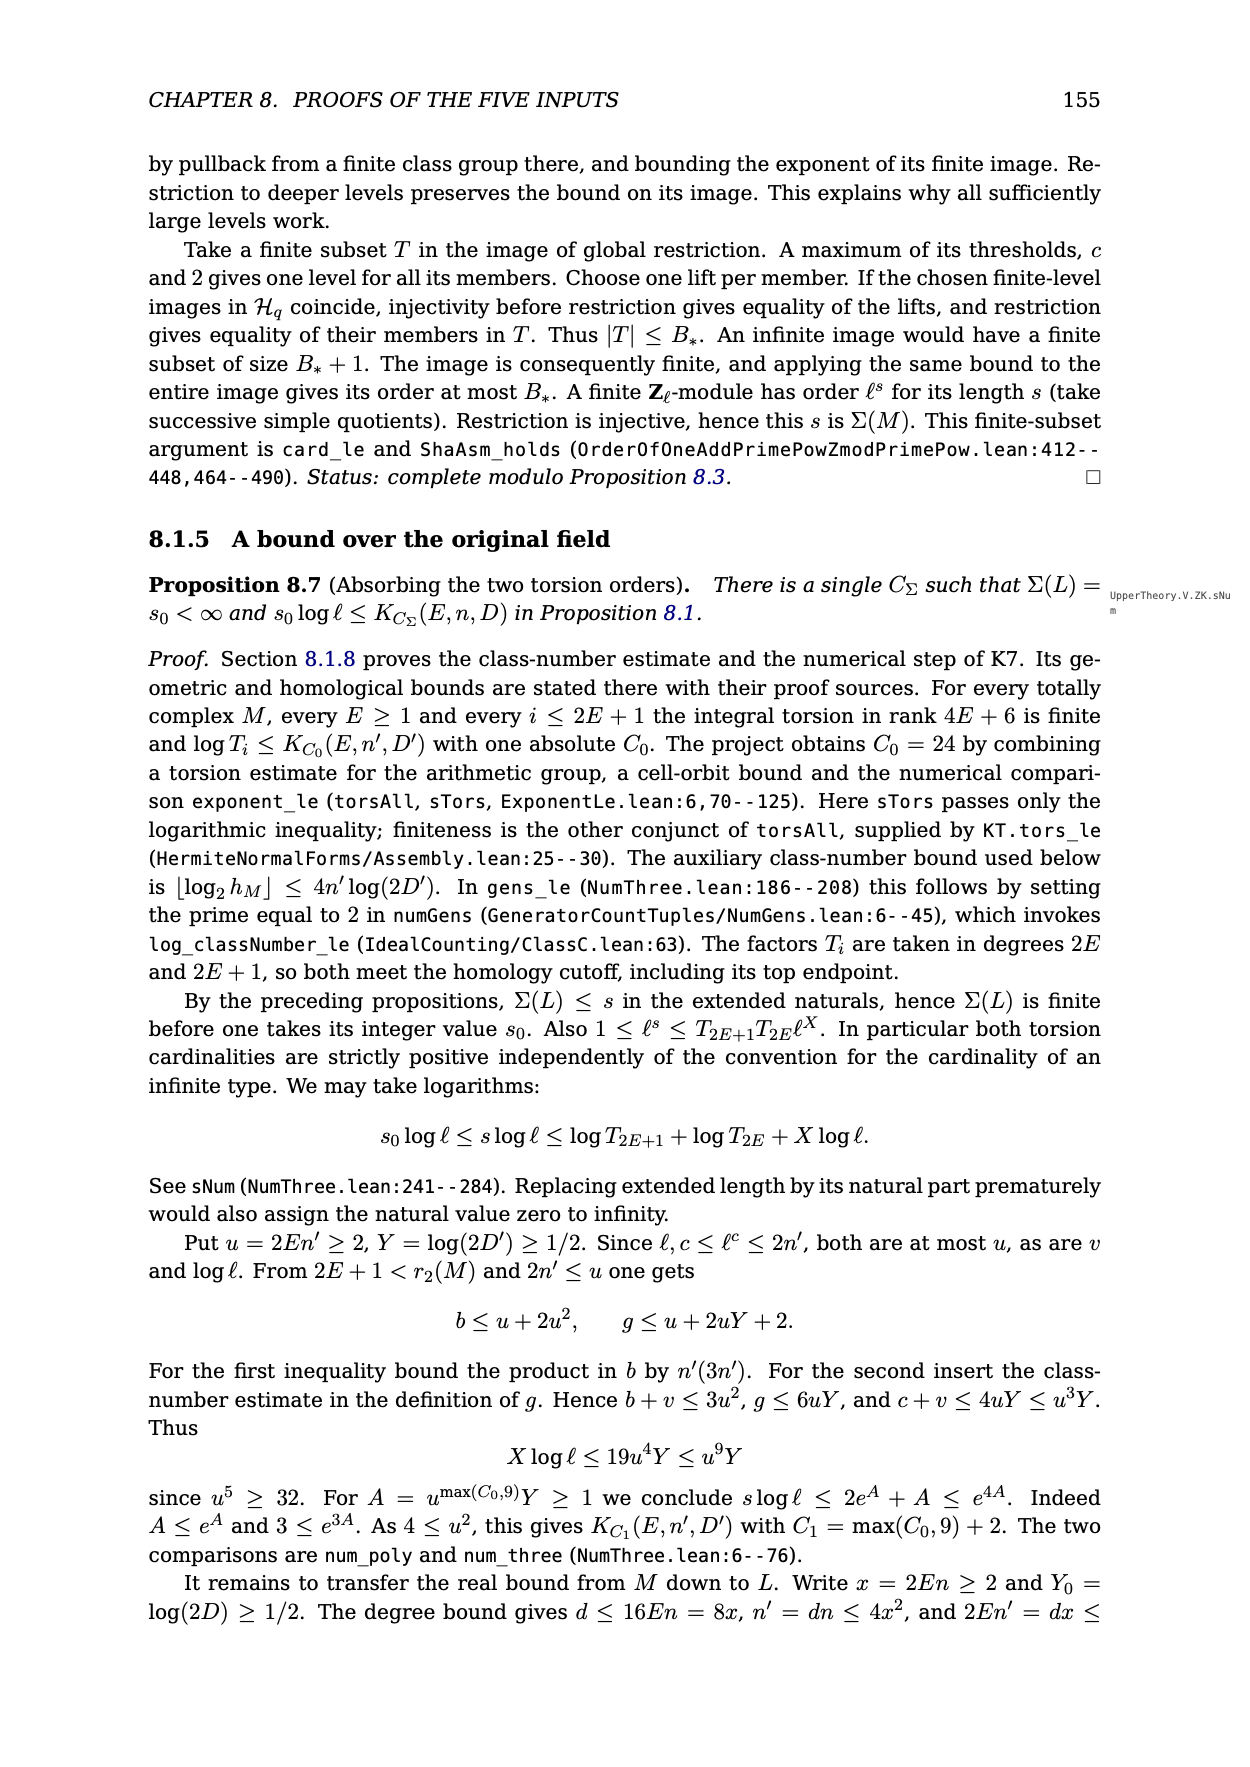 CHAPTER 8. PROOFS OF THE FIVE INPUTS 155
by pullback from a finite class group there, and bounding the exponent of its finite image. Re-
striction to deeper levels preserves the bound on its image. This explains why all sufficiently
large levels work.
Take a finite subset T in the image of global restriction. A maximum of its thresholds, c
and 2 gives one level for all its members. Choose one lift per member. If the chosen finite-level
images in ℋ_q coincide, injectivity before restriction gives equality of the lifts, and restriction
gives equality of their members in T. Thus |T| ≤ B_*. An infinite image would have a finite
subset of size B_* + 1. The image is consequently finite, and applying the same bound to the
entire image gives its order at most B_*. A finite Z_ℓ-module has order ℓ^s for its length s (take
successive simple quotients). Restriction is injective, hence this s is Σ(M). This finite-subset
argument is card_le and ShaAsm_holds (OrderOfOneAddPrimePowZmodPrimePow.lean:412--
448,464--490). Status: complete modulo Proposition 8.3. □
8.1.5 A bound over the original field
Proposition 8.7 (Absorbing the two torsion orders). There is a single C_Σ such that Σ(L) =
s_0 < ∞ and s_0 log ℓ ≤ K_{C_Σ}(E, n, D) in Proposition 8.1.
UpperTheory.V.ZK.sNu
m
Proof. Section 8.1.8 proves the class-number estimate and the numerical step of K7. Its ge-
ometric and homological bounds are stated there with their proof sources. For every totally
complex M, every E ≥ 1 and every i ≤ 2E + 1 the integral torsion in rank 4E + 6 is finite
and log T_i ≤ K_{C_0}(E, n′, D′) with one absolute C_0. The project obtains C_0 = 24 by combining
a torsion estimate for the arithmetic group, a cell-orbit bound and the numerical compari-
son exponent_le (torsAll, sTors, ExponentLe.lean:6,70--125). Here sTors passes only the
logarithmic inequality; finiteness is the other conjunct of torsAll, supplied by KT.tors_le
(HermiteNormalForms/Assembly.lean:25--30). The auxiliary class-number bound used below
is ⌊log_2 h_M⌋ ≤ 4n′ log(2D′). In gens_le (NumThree.lean:186--208) this follows by setting
the prime equal to 2 in numGens (GeneratorCountTuples/NumGens.lean:6--45), which invokes
log_classNumber_le (IdealCounting/ClassC.lean:63). The factors T_i are taken in degrees 2E
and 2E + 1, so both meet the homology cutoff, including its top endpoint.
By the preceding propositions, Σ(L) ≤ s in the extended naturals, hence Σ(L) is finite
before one takes its integer value s_0. Also 1 ≤ ℓ^s ≤ T_{2E+1}T_{2E}ℓ^X. In particular both torsion
cardinalities are strictly positive independently of the convention for the cardinality of an
infinite type. We may take logarithms:
s_0 log ℓ ≤ s log ℓ ≤ log T_{2E+1} + log T_{2E} + X log ℓ.
See sNum (NumThree.lean:241--284). Replacing extended length by its natural part prematurely
would also assign the natural value zero to infinity.
Put u = 2En′ ≥ 2, Y = log(2D′) ≥ 1/2. Since ℓ, c ≤ ℓ^c ≤ 2n′, both are at most u, as are v
and log ℓ. From 2E + 1 < r_2(M) and 2n′ ≤ u one gets
b ≤ u + 2u^2, g ≤ u + 2uY + 2.
For the first inequality bound the product in b by n′(3n′). For the second insert the class-
number estimate in the definition of g. Hence b + v ≤ 3u^2, g ≤ 6uY, and c + v ≤ 4uY ≤ u^3Y.
Thus
X log ℓ ≤ 19u^4Y ≤ u^9Y
since u^5 ≥ 32. For A = u^{max(C_0,9)}Y ≥ 1 we conclude s log ℓ ≤ 2e^A + A ≤ e^{4A}. Indeed
A ≤ e^A and 3 ≤ e^{3A}. As 4 ≤ u^2, this gives K_{C_1}(E, n′, D′) with C_1 = max(C_0, 9) + 2. The two
comparisons are num_poly and num_three (NumThree.lean:6--76).
It remains to transfer the real bound from M down to L. Write x = 2En ≥ 2 and Y_0 =
log(2D) ≥ 1/2. The degree bound gives d ≤ 16En = 8x, n′ = dn ≤ 4x^2, and 2En′ = dx ≤